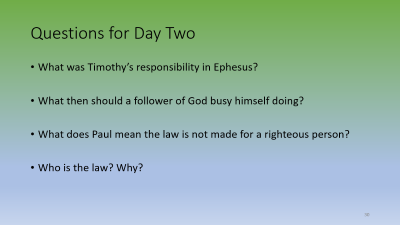 Questions for Day Two
• What was Timothy's responsibility in Ephesus?
• What then should a follower of God busy himself doing?
• What does Paul mean the law is not made for a righteous person?
• Who is the law? Why?